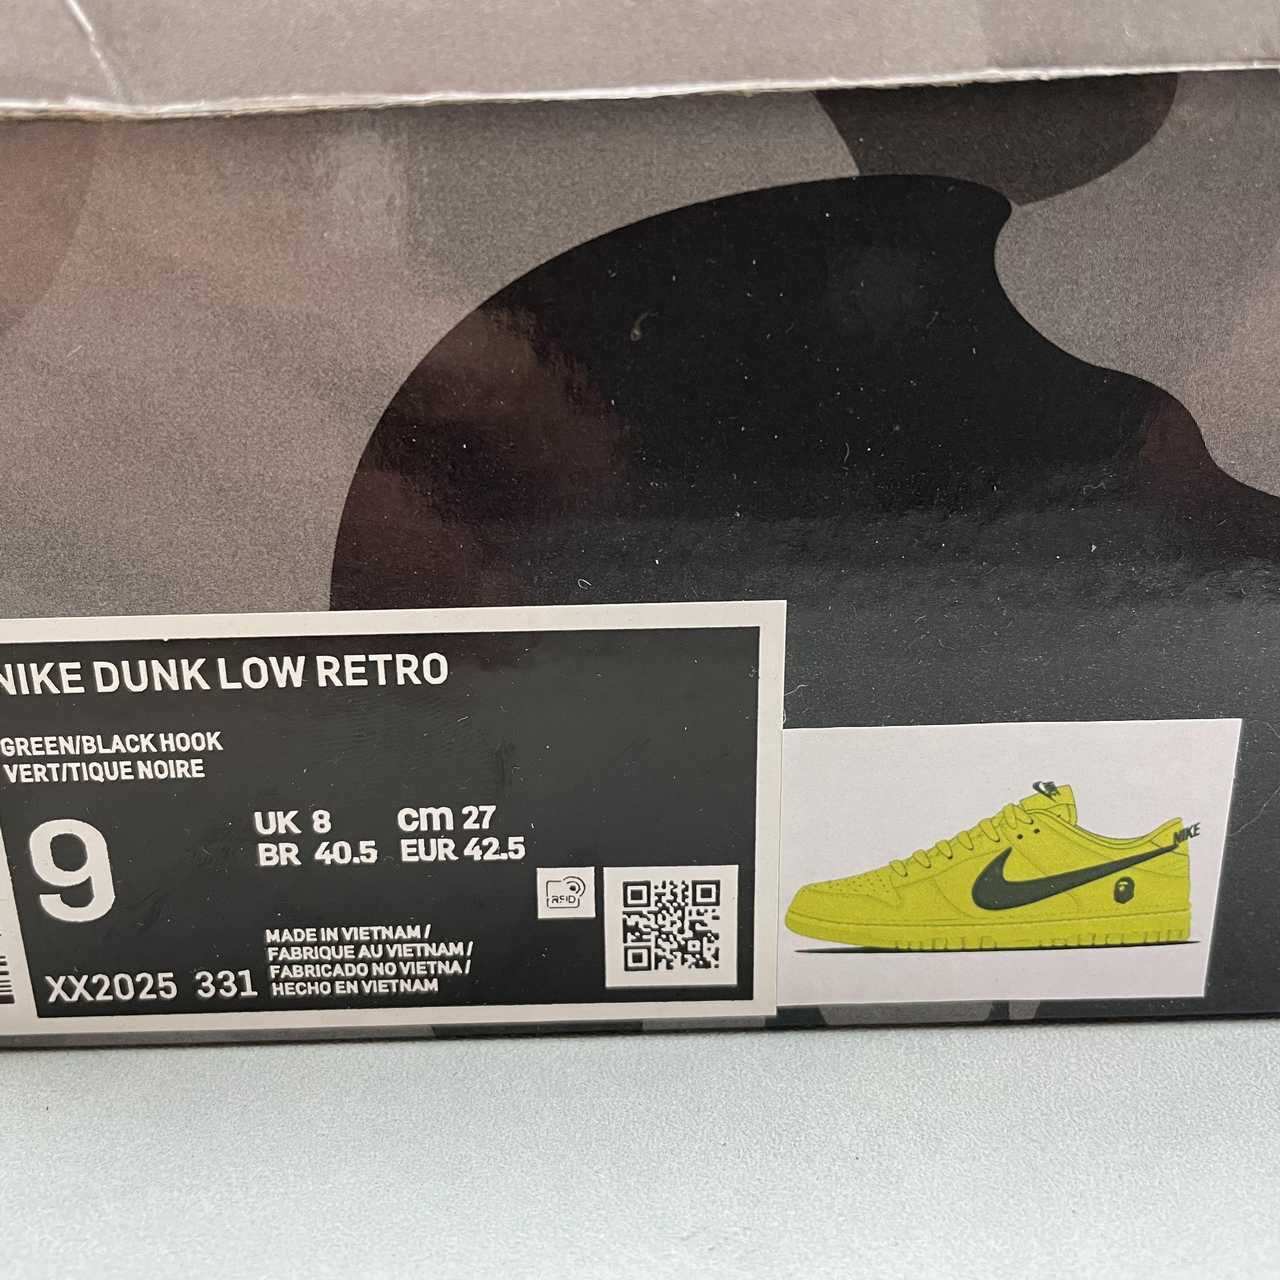 NIKE DUNK LOW RETRO
GREEN/BLACK HOOK
VERT/TIQUE NOIRE
9
UK 8 cm 27
BR 40.5 EUR 42.5
RFID
XX2025 331
MADE IN VIETNAM /
FABRIQUE AU VIETNAM /
FABRICADO NO VIETNA /
HECHO EN VIETNAM
NIKE